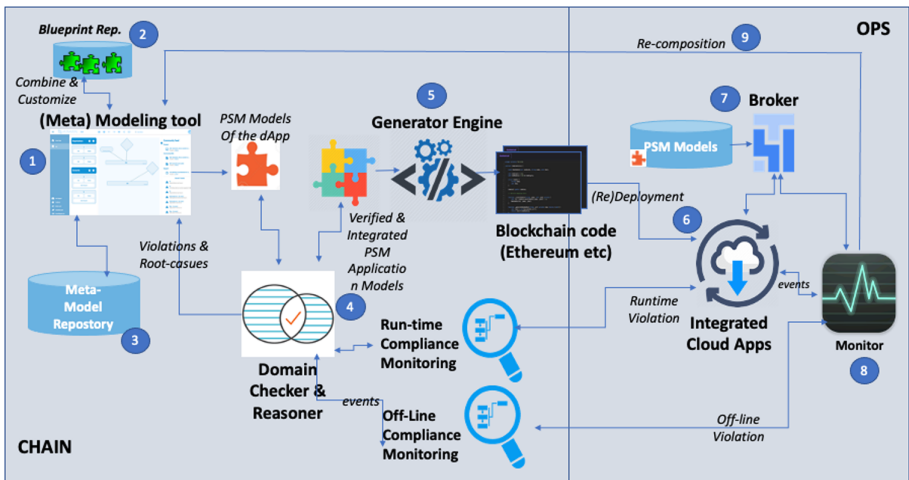 OPS
Blueprint Rep.
2
9
Re-composition
Combine &
Customize
(Meta) Modeling tool
PSM Models
Of the dApp
5
Generator Engine
7
Broker
PSM Models
1
(Re)Deployment
6
Verified &
Integrated
PSM
Applicatio
n Models
Blockchain code
(Ethereum etc)
Violations &
Root-casues
Meta-
Model
Repostory
3
4
events
Runtime
Violation
Integrated
Cloud Apps
Monitor
8
Run-time
Compliance
Monitoring
Domain
Checker &
Reasoner
events
Off-Line
Compliance
Monitoring
Off-line
Violation
CHAIN